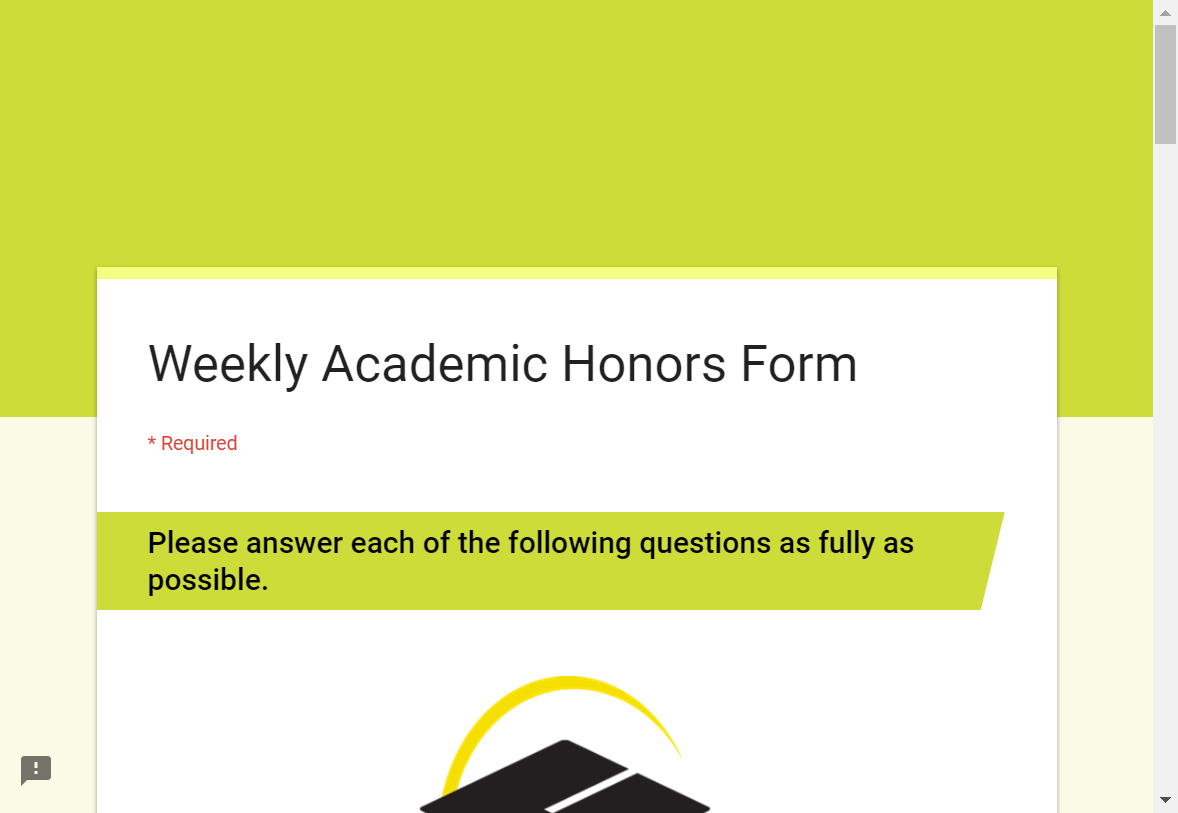 Weekly Academic Honors Form
* Required
Please answer each of the following questions as fully as
possible.